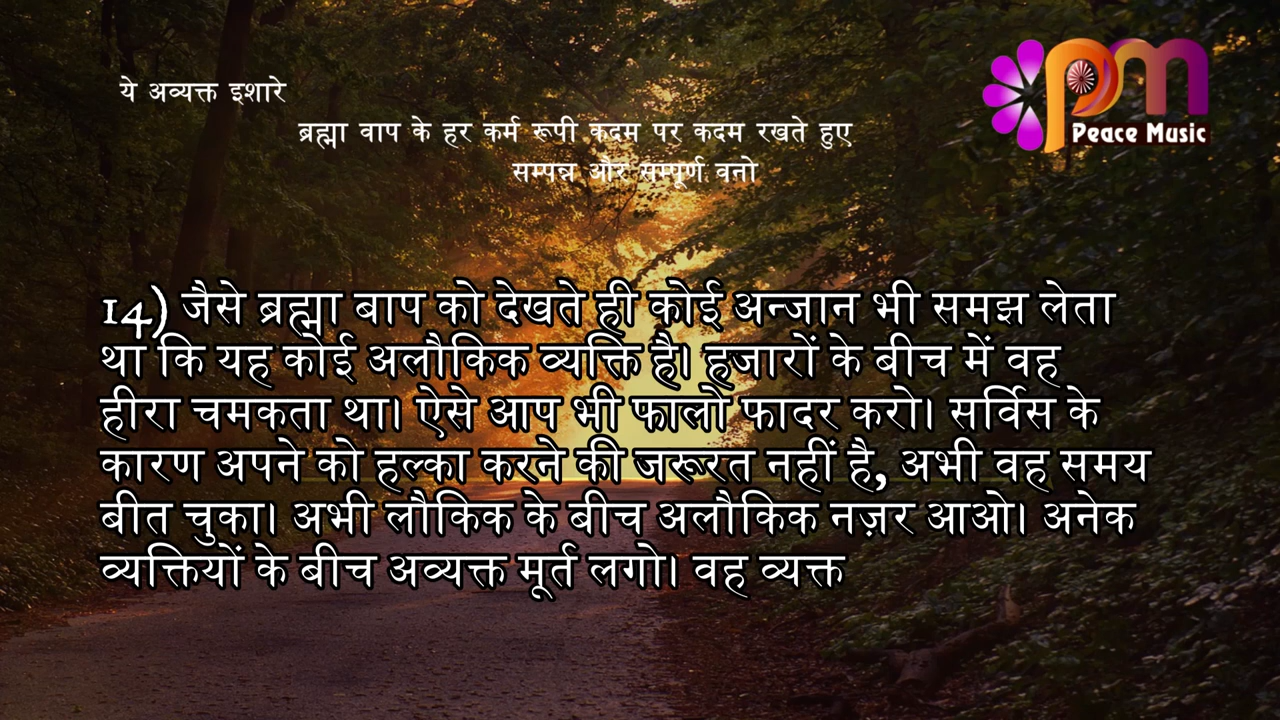 ये अव्यक्त इशारे
pm
Peace Music
ब्रह्मा वाप के हर कर्म रूपी कदम पर कदम रखते हुए
सम्पन्न और सम्पूर्ण वनो
14) जैसे ब्रह्मा बाप को देखते ही कोई अन्जान भी समझ लेता
था कि यह कोई अलौकिक व्यक्ति है। हजारों के बीच में वह
हीरा चमकता था। ऐसे आप भी फालो फादर करो। सर्विस के
कारण अपने को हल्का करने की जरूरत नहीं है, अभी वह समय
बीत चुका। अभी लौकिक के बीच अलौकिक नज़र आओ। अनेक
व्यक्तियों के बीच अव्यक्त मूर्त लगो। वह व्यक्त